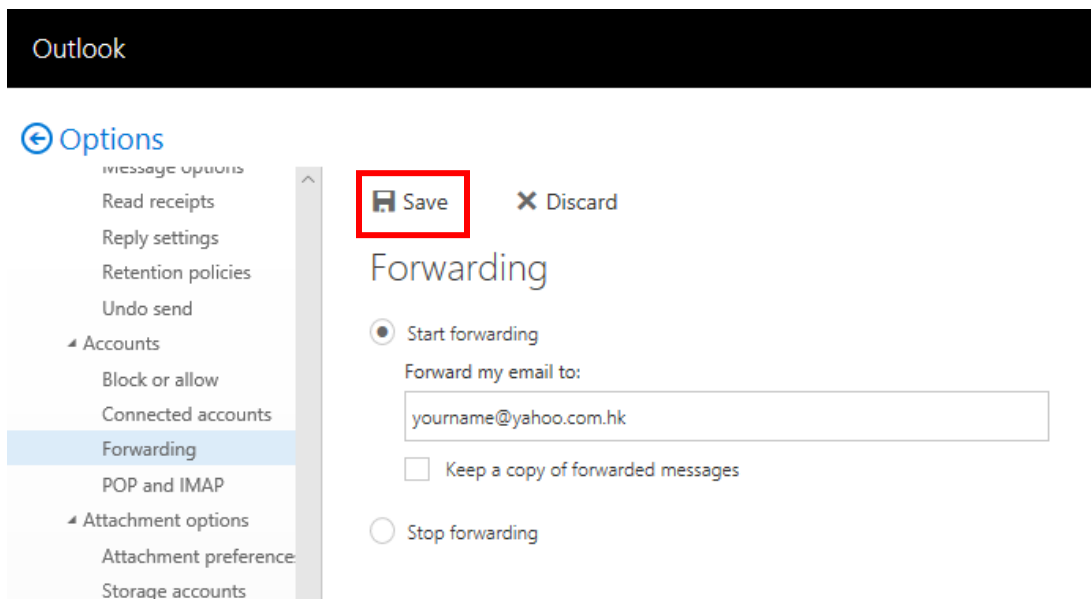 Outlook
Options
Message options
Read receipts
Reply settings
Retention policies
Undo send
Accounts
Block or allow
Connected accounts
Forwarding
POP and IMAP
Attachment options
Attachment preference
Storage accounts
Save
Discard
Forwarding
Start forwarding
Forward my email to:
yourname@yahoo.com.hk
Keep a copy of forwarded messages
Stop forwarding